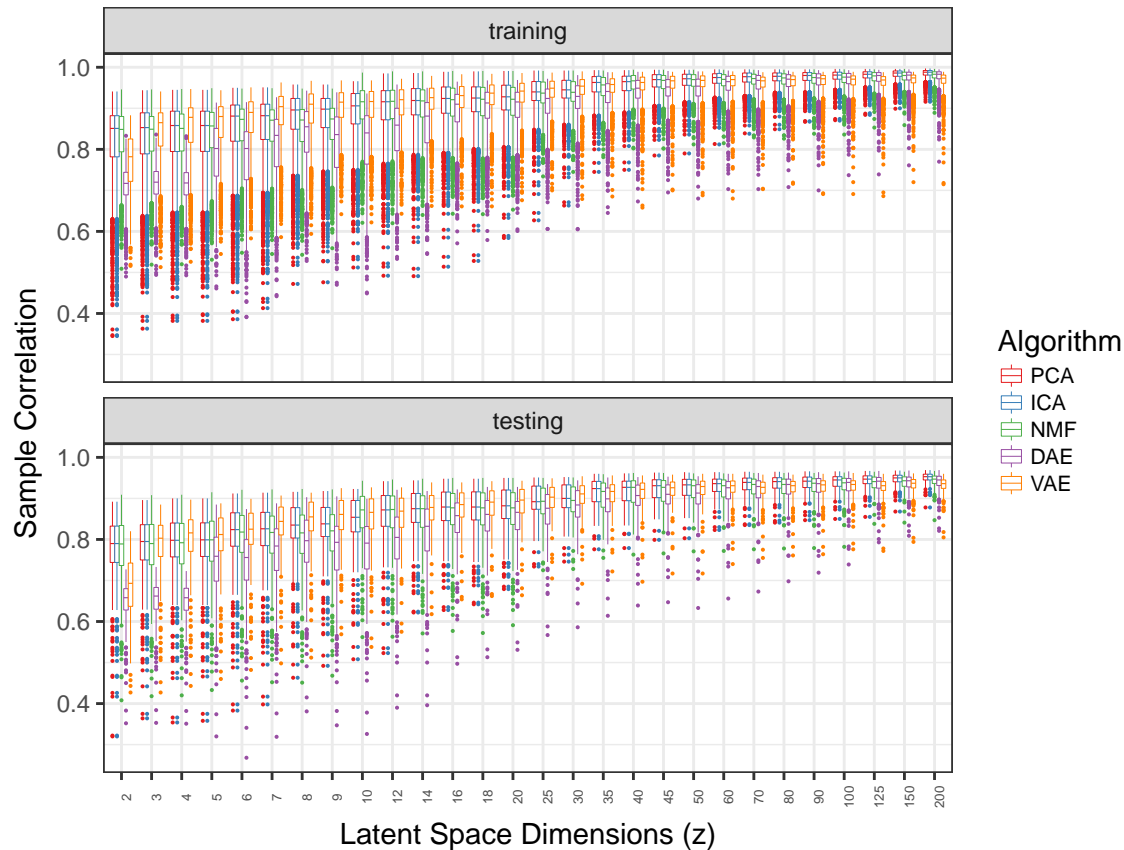 training
1.0
0.8
0.6
0.4
testing
1.0
0.8
0.6
0.4
Sample Correlation
2 3 4 5 6 7 8 9 10 12 14 16 18 20 25 30 35 40 45 50 60 70 80 90 100 125 150 200
Latent Space Dimensions (z)
Algorithm
PCA
ICA
NMF
DAE
VAE